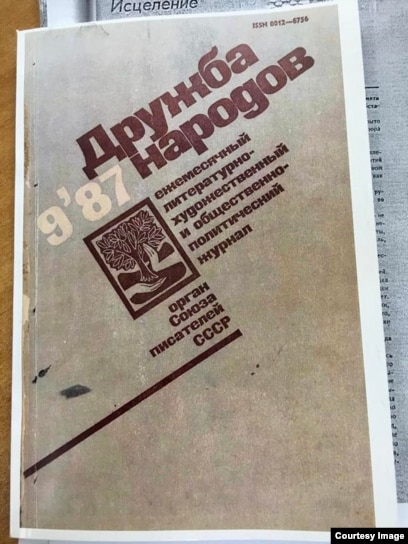 Исцеление
ISSN 0012—6756
Дружба
народов
9'87
ежемесячный
литературно-
художественный
и общественно-
политический
журнал
орган
Союза
писателей
СССР
Courtesy Image